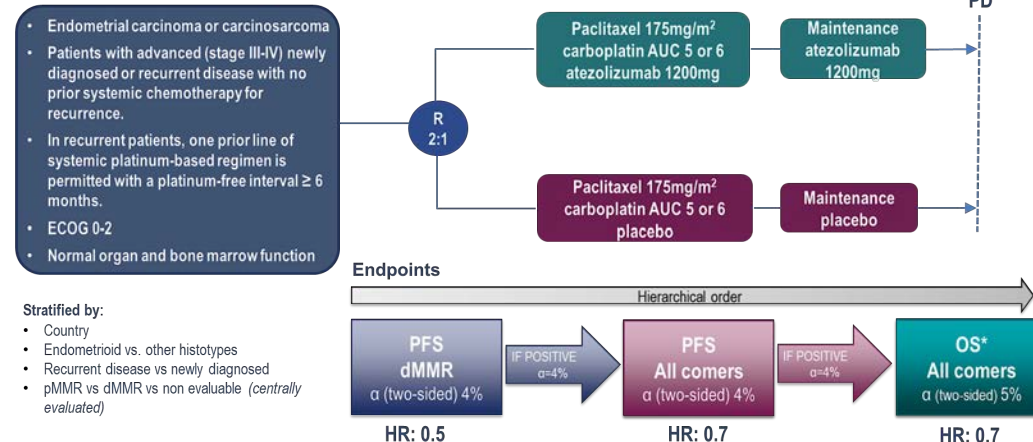 • Endometrial carcinoma or carcinosarcoma
• Patients with advanced (stage III-IV) newly
diagnosed or recurrent disease with no
prior systemic chemotherapy for
recurrence.
• In recurrent patients, one prior line of
systemic platinum-based regimen is
permitted with a platinum-free interval ≥ 6
months.
• ECOG 0-2
• Normal organ and bone marrow function
R
2:1
Paclitaxel 175mg/m²
carboplatin AUC 5 or 6
atezolizumab 1200mg
Maintenance
atezolizumab
1200mg
PD
Paclitaxel 175mg/m²
carboplatin AUC 5 or 6
placebo
Maintenance
placebo
Stratified by:
• Country
• Endometrioid vs. other histotypes
• Recurrent disease vs newly diagnosed
• pMMR vs dMMR vs non evaluable (centrally
evaluated)
Endpoints
Hierarchical order
PFS
dMMR
α (two-sided) 4%
IF POSITIVE
α=4%
PFS
All comers
α (two-sided) 4%
IF POSITIVE
α=4%
OS*
All comers
α (two-sided) 5%
HR: 0.5
HR: 0.7
HR: 0.7